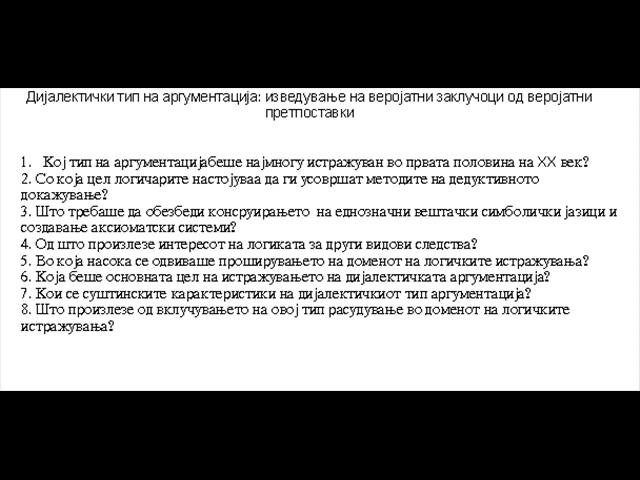 Дијалектички тип на аргументација: изведување на веројатни заклучоци од веројатни
претпоставки
1. Кој тип на аргументацијабеше најмногу истражуван во првата половина на XX век?
2. Со која цел логичарите настојуваа да ги усовршат методите на дедуктивното
докажување?
3. Што требаше да обезбеди консруирањето на еднозначни вештачки симболички јазици и
создавање аксиоматски системи?
4. Од што произлезе интересот на логиката за други видови следства?
5. Во која насока се одвиваше проширувањето на доменот на логичките истражувања?
6. Која беше основната цел на истражувањето на дијалектичката аргументација?
7. Кои се суштинските карактеристики на дијалектичкиот тип аргументација?
8. Што произлезе од вклучувањето на овој тип расудување во доменот на логичките
истражувања?